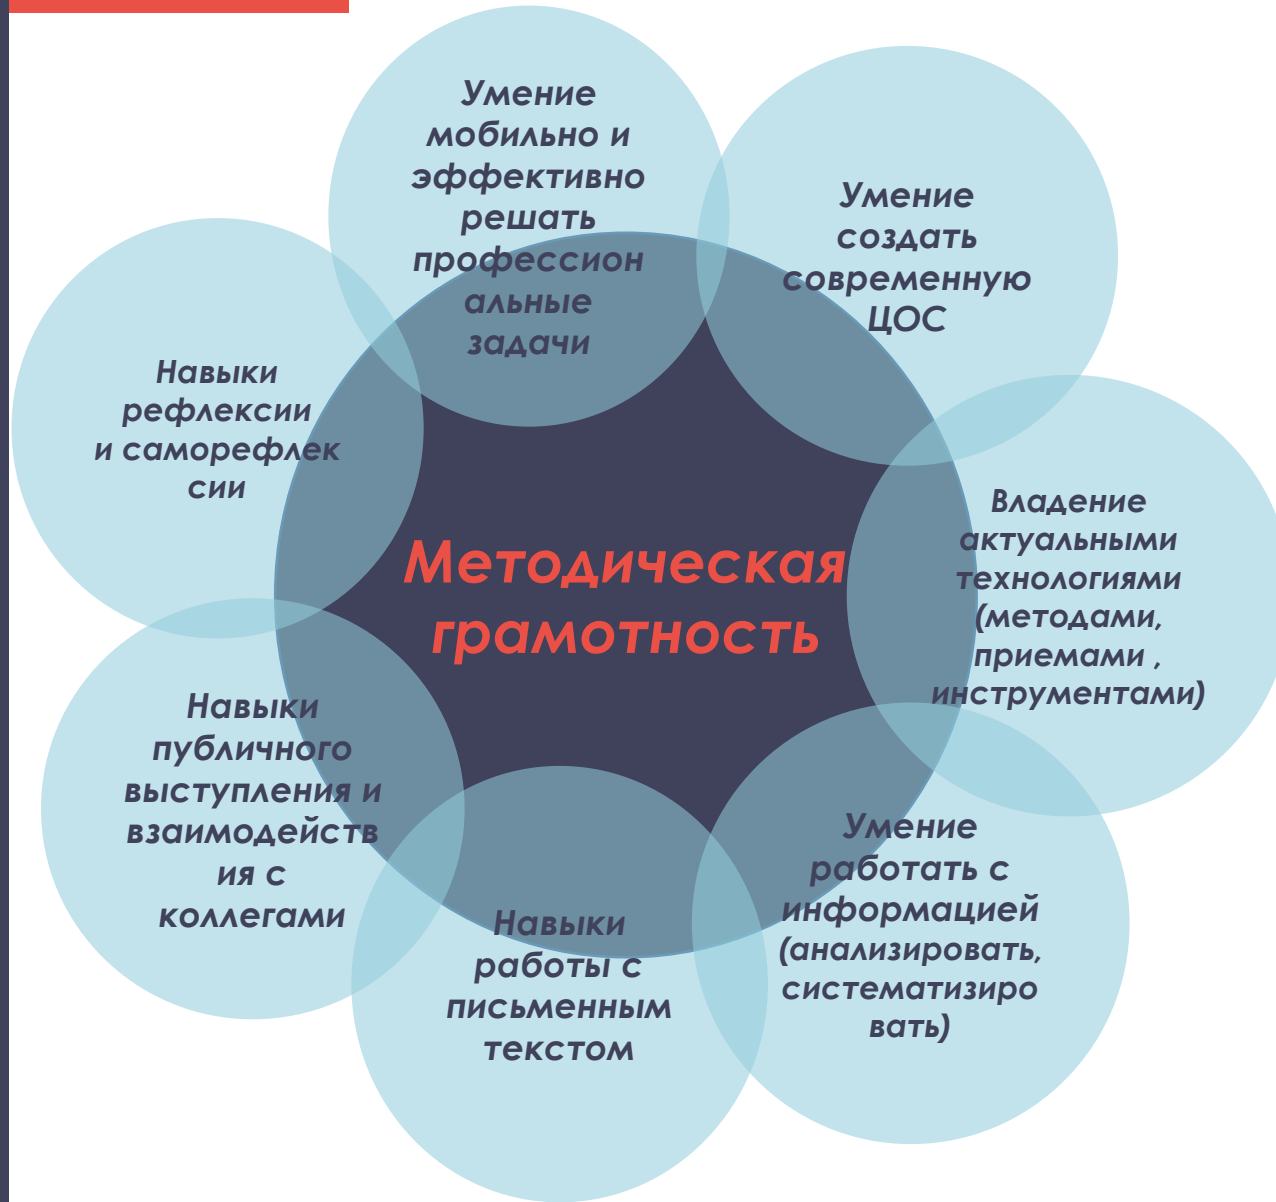 Умение
мобильно и
эффективно
решать
профессион
альные
задачи
Умение
создать
современную
ЦОС
Владение
актуальными
технологиями
(методами,
приемами ,
инструментами)
Умение
работать с
информацией
(анализировать,
систематизиро
вать)
Навыки
работы с
письменным
текстом
Навыки
публичного
выступления и
взаимодейств
ия с
коллегами
Навыки
рефлексии
и саморефлек
сии
Методическая
грамотность